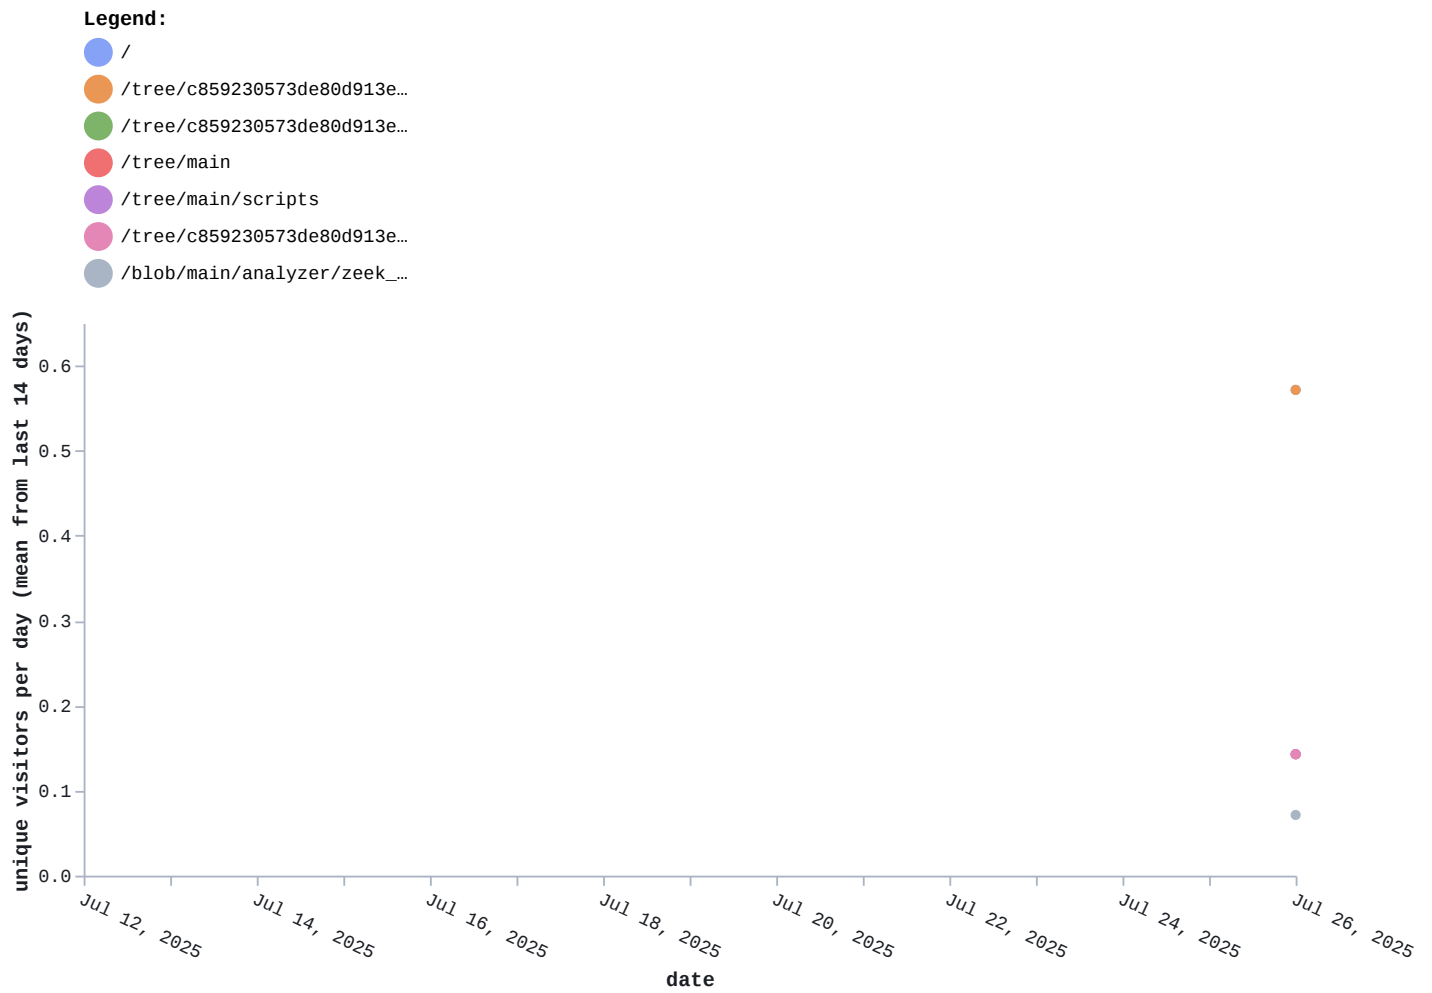 Legend:
/
/tree/c859230573de80d913e…
/tree/c859230573de80d913e…
/tree/main
/tree/main/scripts
/tree/c859230573de80d913e…
/blob/main/analyzer/zeek_…
unique visitors per day (mean from last 14 days)
0.6
0.5
0.4
0.3
0.2
0.1
0.0
Jul 12, 2025
Jul 14, 2025
Jul 16, 2025
Jul 18, 2025
Jul 20, 2025
Jul 22, 2025
Jul 24, 2025
Jul 26, 2025
date